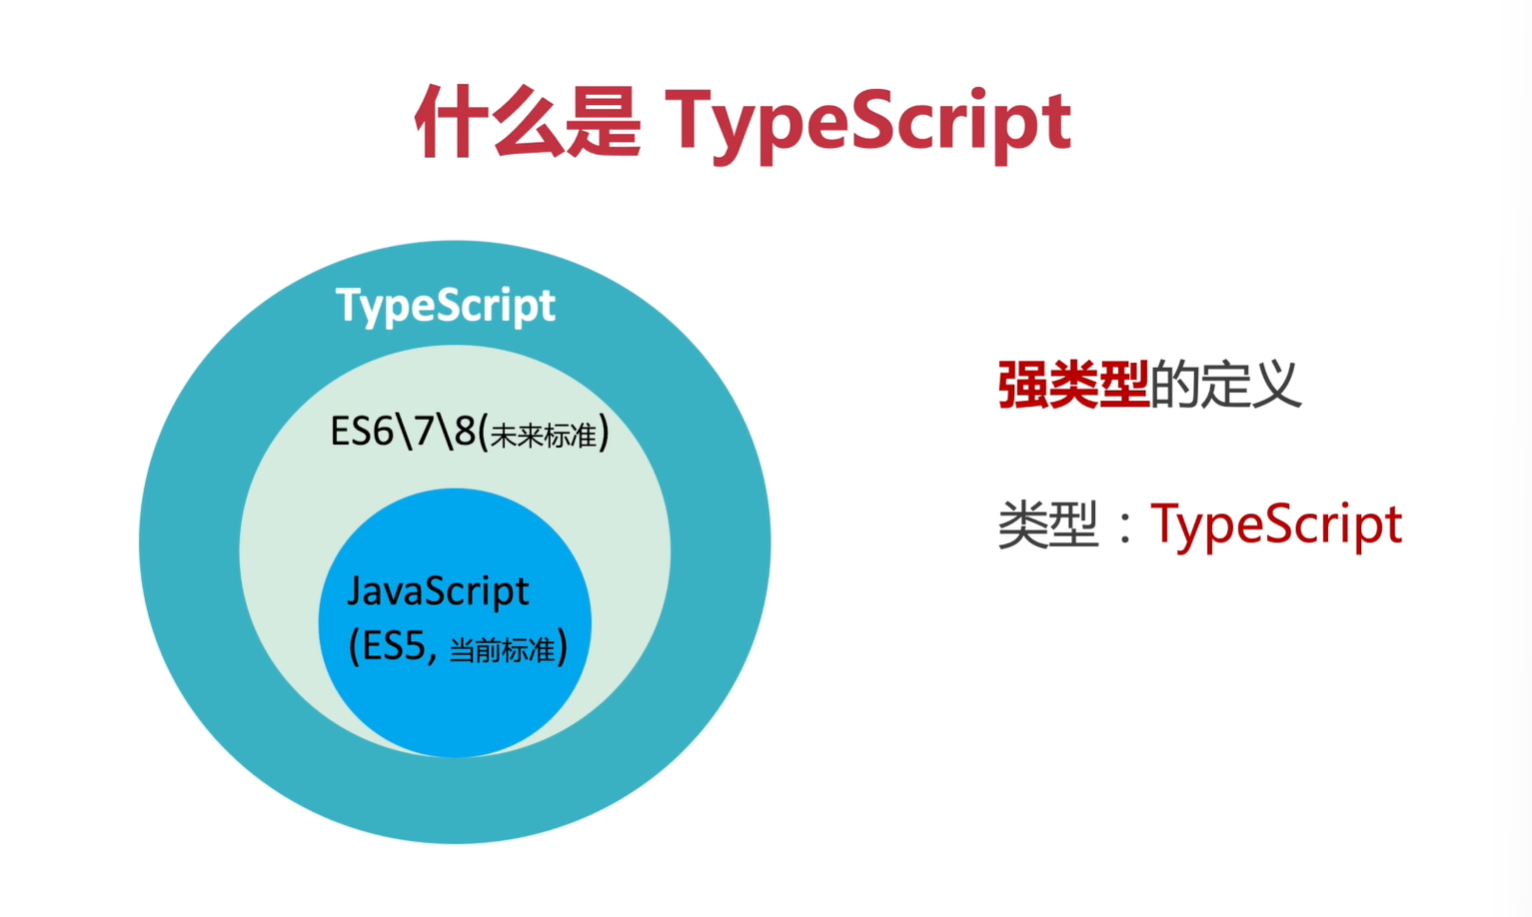 什么是 TypeScript
TypeScript
ES6\7\8(未来标准)
JavaScript
(ES5, 当前标准)
强类型的定义
类型：TypeScript